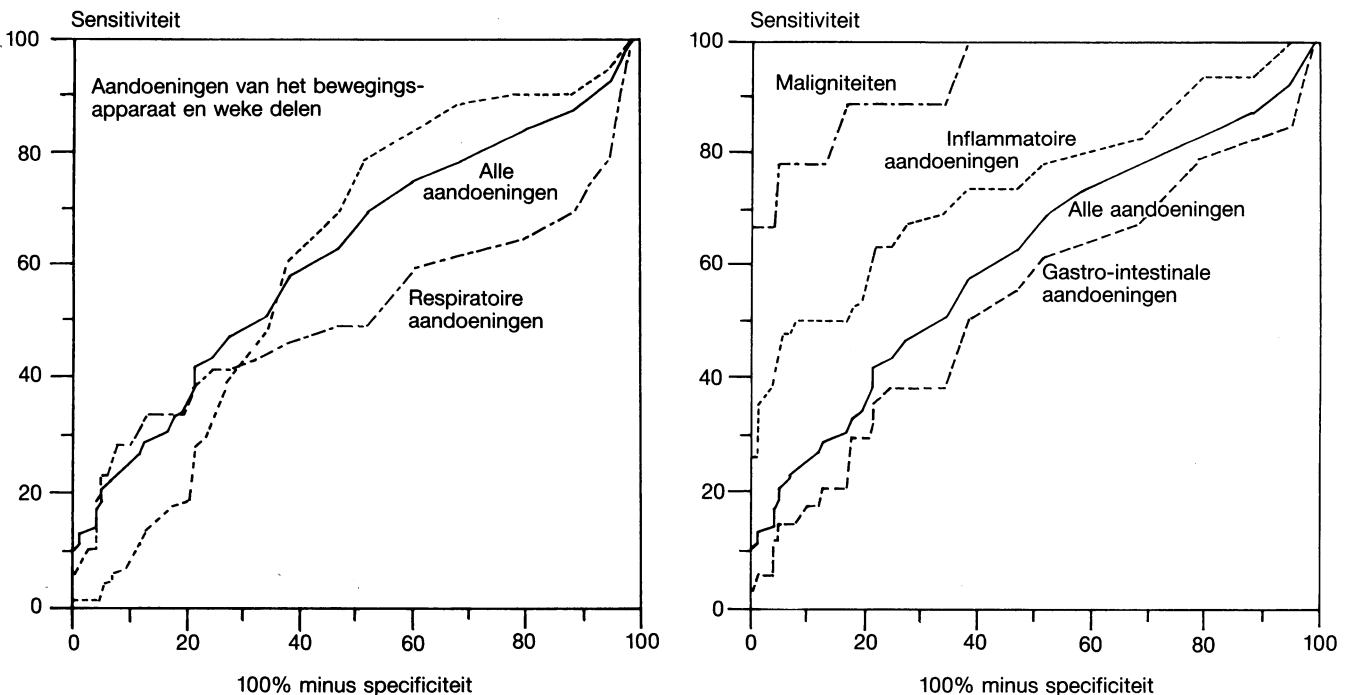 Sensitiviteit
100
80
60
40
20
0
Aandoeningen van het bewegings-
apparaat en weke delen
Alle
aandoeningen
Respiratoire
aandoeningen
0 20 40 60 80 100
100% minus specificiteit
Sensitiviteit
100
80
60
40
20
0
Maligniteiten
Inflammatoire
aandoeningen
Alle aandoeningen
Gastro-intestinale
aandoeningen
0 20 40 60 80 100
100% minus specificiteit